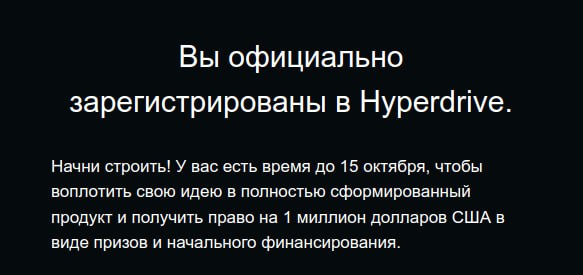 Вы официально
зарегистрированы в Hyperdrive.
Начни строить! У вас есть время до 15 октября, чтобы
воплотить свою идею в полностью сформированный
продукт и получить право на 1 миллион долларов США в
виде призов и начального финансирования.